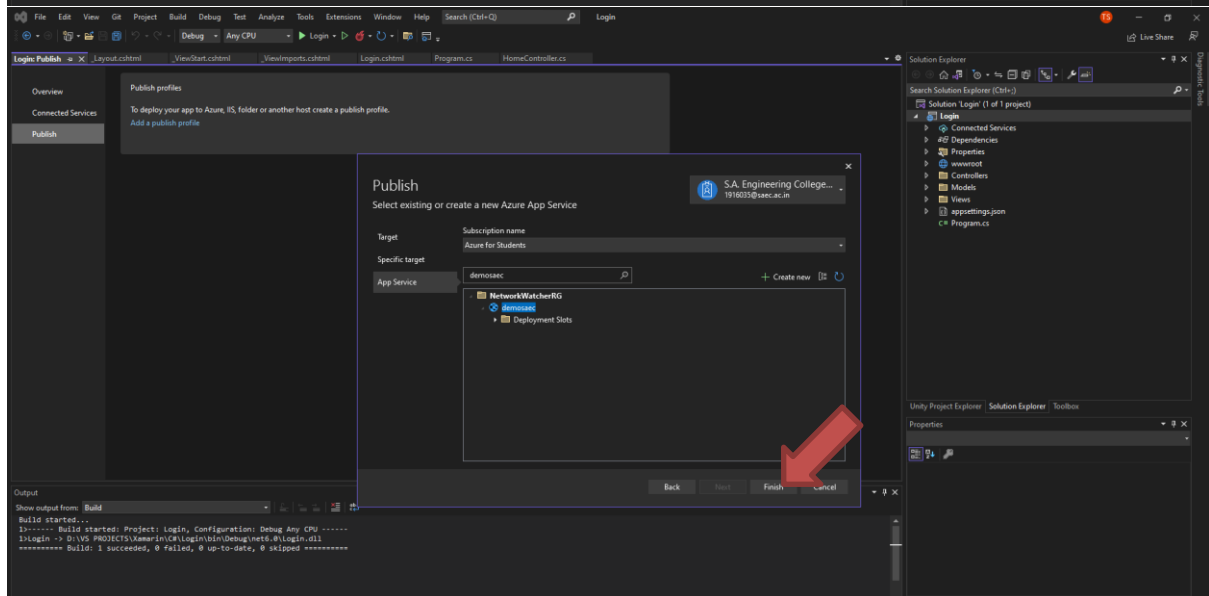 File Edit View Git Project Build Debug Test Analyze Tools Extensions Window Help Search (Ctrl+Q) Login TS
Debug Any CPU Login Live Share
Login: Publish _Layout.cshtml _ViewStart.cshtml _ViewImports.cshtml Login.cshtml Program.cs HomeController.cs
Overview
Connected Services
Publish
Publish profiles
To deploy your app to Azure, IIS, folder or another host create a publish profile.
Add a publish profile
Publish
Select existing or create a new Azure App Service
S.A. Engineering College...
1916035@saec.ac.in
Target
Specific target
App Service
Subscription name
Azure for Students
demosaec
Create new
NetworkWatcherRG
demosaec
Deployment Slots
Back Next Finish Cancel
Solution Explorer
Search Solution Explorer (Ctrl+;)
Solution 'Login' (1 of 1 project)
Login
Connected Services
Dependencies
Properties
wwwroot
Controllers
Models
Views
appsettings.json
C# Program.cs
Unity Project Explorer Solution Explorer Toolbox
Properties
Diagnostic Tools
Output
Show output from: Build
Build started...
1>------ Build started: Project: Login, Configuration: Debug Any CPU ------
1>Login -> D:\VS PROJECTS\Xamarin\C#\Login\bin\Debug\net6.0\Login.dll
========== Build: 1 succeeded, 0 failed, 0 up-to-date, 0 skipped ==========